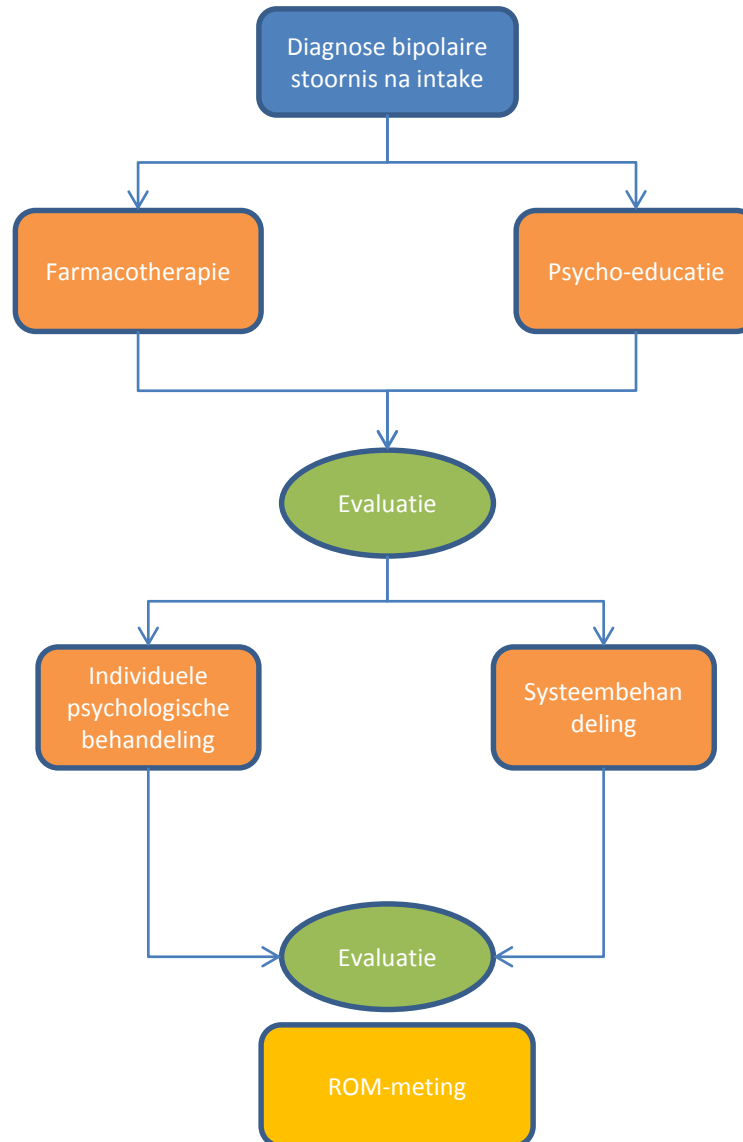 Diagnose bipolaire
stoornis na intake
Farmacotherapie
Psycho-educatie
Evaluatie
Individuele
psychologische
behandeling
Systeembehan
deling
Evaluatie
ROM-meting